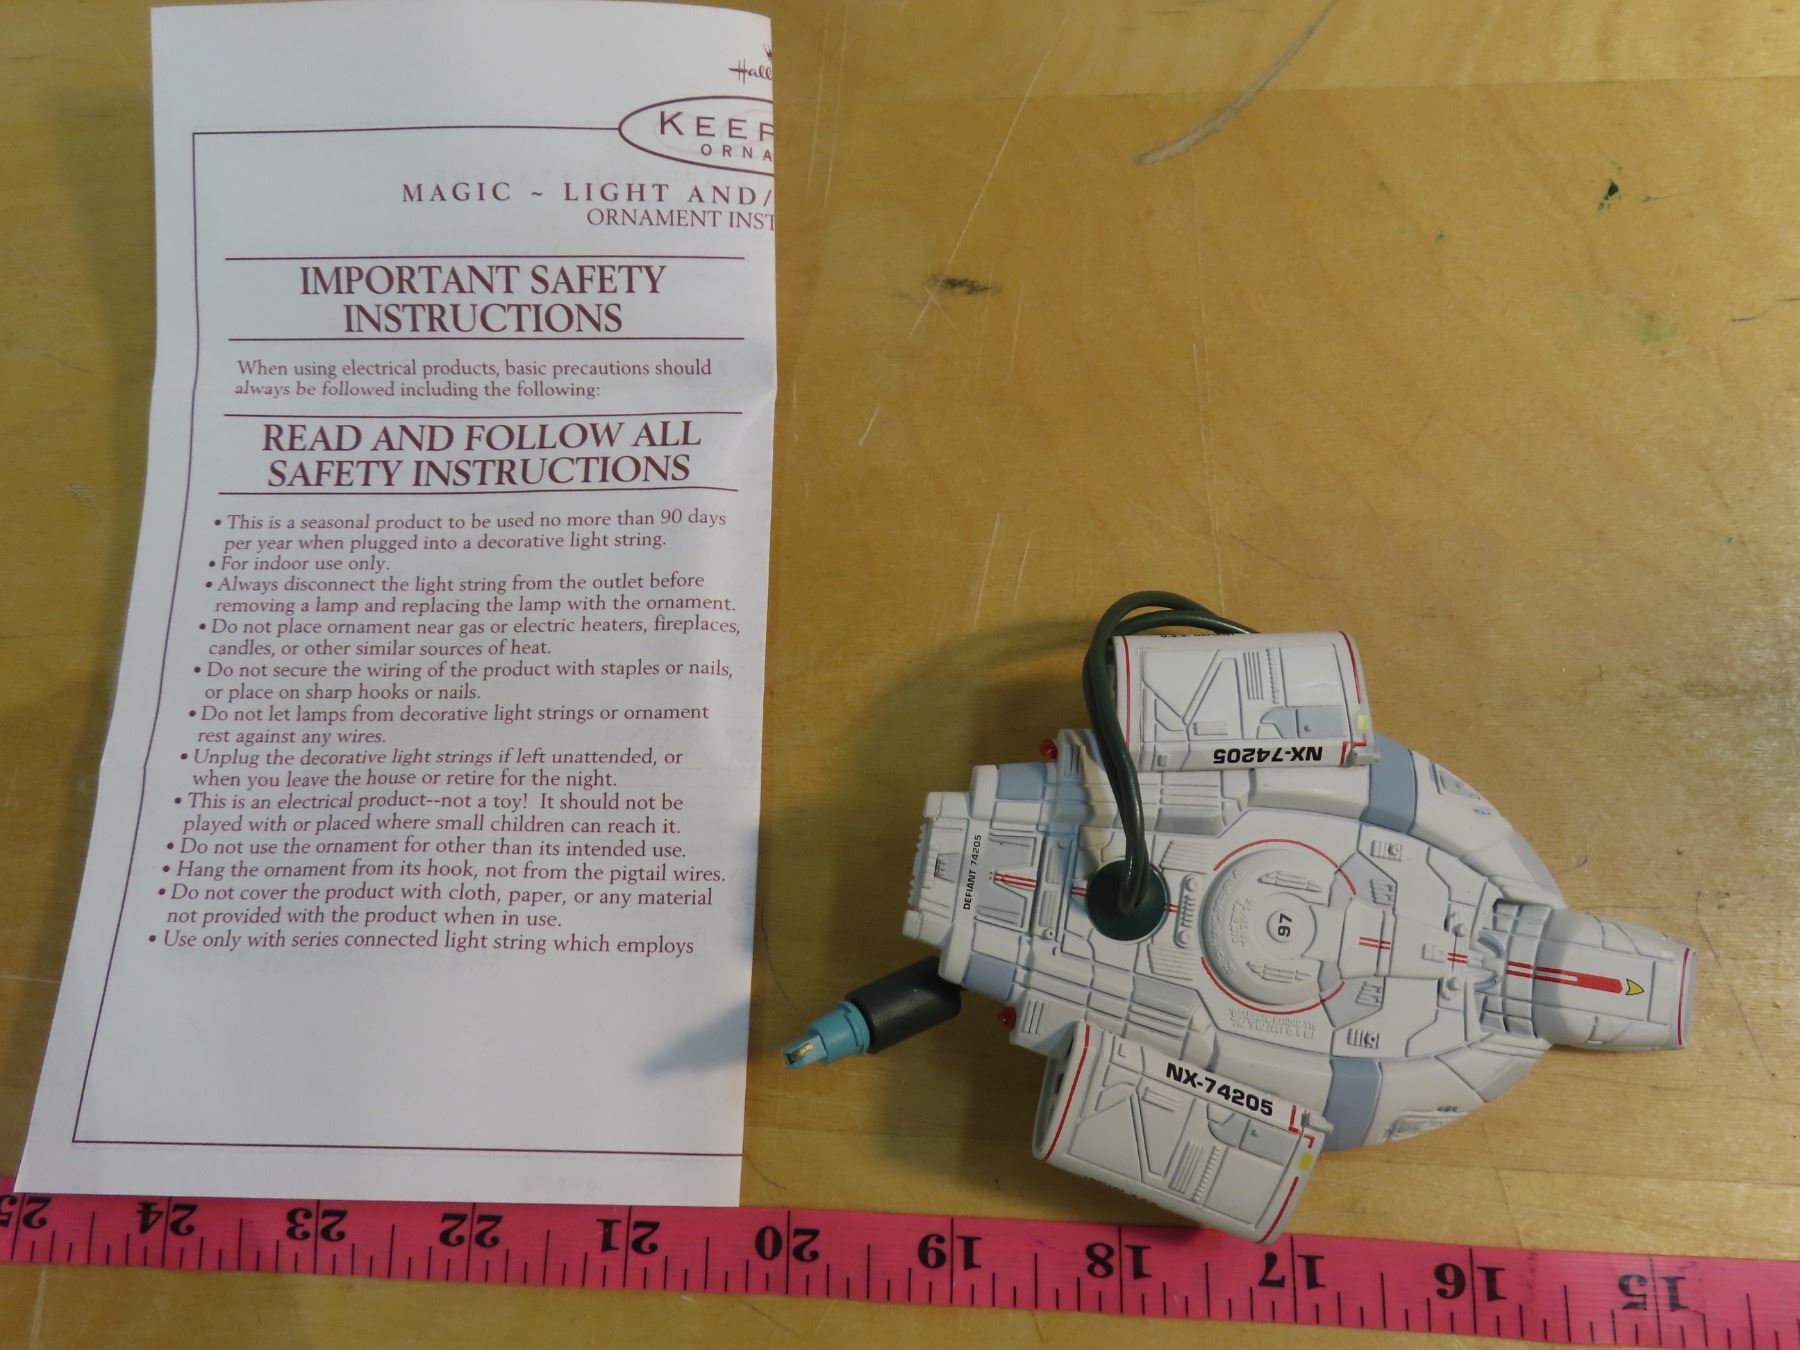 Hall
KEEP
ORNA
MAGIC ~ LIGHT AND/
ORNAMENT INST
IMPORTANT SAFETY
INSTRUCTIONS
When using electrical products, basic precautions should
always be followed including the following:
READ AND FOLLOW ALL
SAFETY INSTRUCTIONS
• This is a seasonal product to be used no more than 90 days
per year when plugged into a decorative light string.
• For indoor use only.
• Always disconnect the light string from the outlet before
removing a lamp and replacing the lamp with the ornament.
• Do not place ornament near gas or electric heaters, fireplaces,
candles, or other similar sources of heat.
• Do not secure the wiring of the product with staples or nails,
or place on sharp hooks or nails.
• Do not let lamps from decorative light strings or ornament
rest against any wires.
• Unplug the decorative light strings if left unattended, or
when you leave the house or retire for the night.
• This is an electrical product--not a toy! It should not be
played with or placed where small children can reach it.
• Do not use the ornament for other than its intended use.
• Hang the ornament from its hook, not from the pigtail wires.
• Do not cover the product with cloth, paper, or any material
not provided with the product when in use.
• Use only with series connected light string which employs
NX-74205
DEFIANT 74205
97
NX-74205
25 24 23 22 21 20 19 18 17 16 15